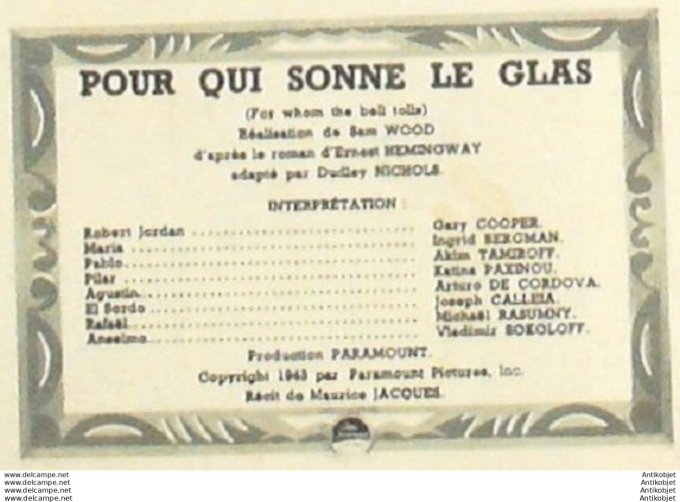 POUR QUI SONNE LE GLAS
(For whom the bell tolls)
Réalisation de Sam WOOD
d'après le roman d'Ernest HEMINGWAY
adapté par Dudley NICHOLS.
INTERPRÉTATION :
Robert Jordan ........................ Gary COOPER.
Maria ........................ Ingrid BERGMAN.
Pablo ........................ Akim TAMIROFF.
Pilar ........................ Katina PAXINOU.
Agustin ........................ Arturo DE CORDOVA.
El Sordo ........................ Joseph CALLEIA.
Rafaël ........................ Michaël RASUMNY.
Anselmo ........................ Vladimir SOKOLOFF.
Production PARAMOUNT.
Copyright 1943 par Paramount Pictures, Inc.
Récit de Maurice JACQUES.
www.delcampe.net Antikobjet
www.delcampe.net Antikobjet
www.delcampe.net Antikobjet